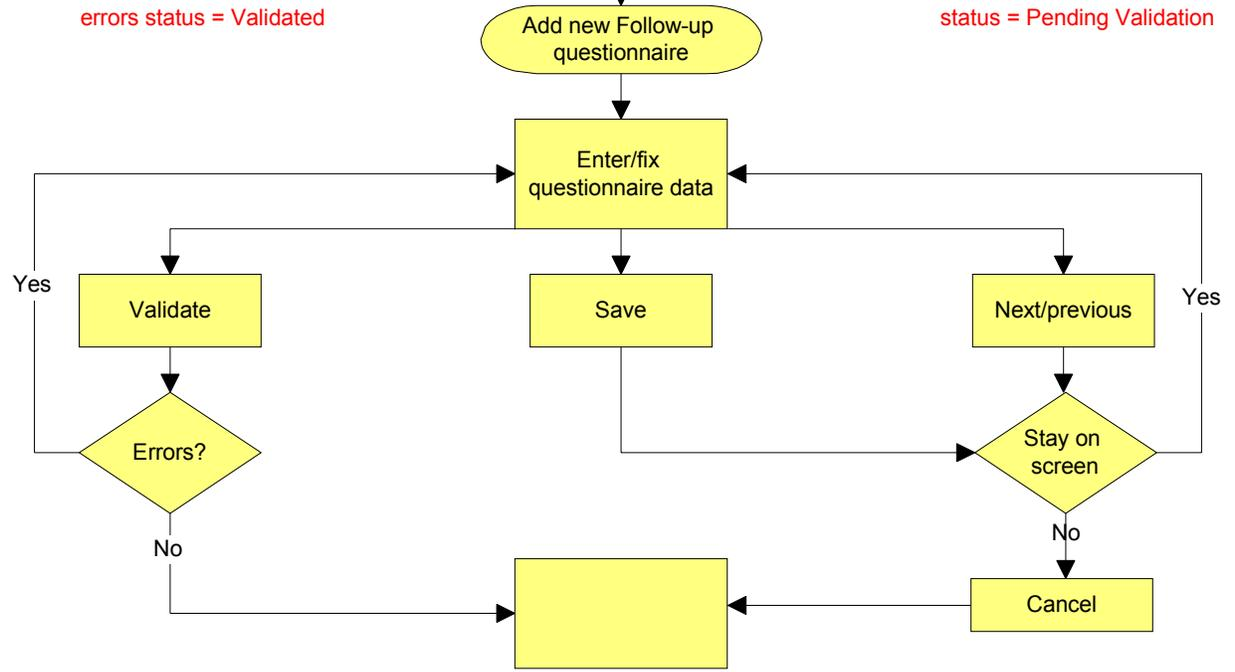 errors status = Validated
status = Pending Validation
Add new Follow-up
questionnaire
Enter/fix
questionnaire data
Yes
Yes
Validate
Save
Next/previous
Errors?
Stay on
screen
No
No
Cancel